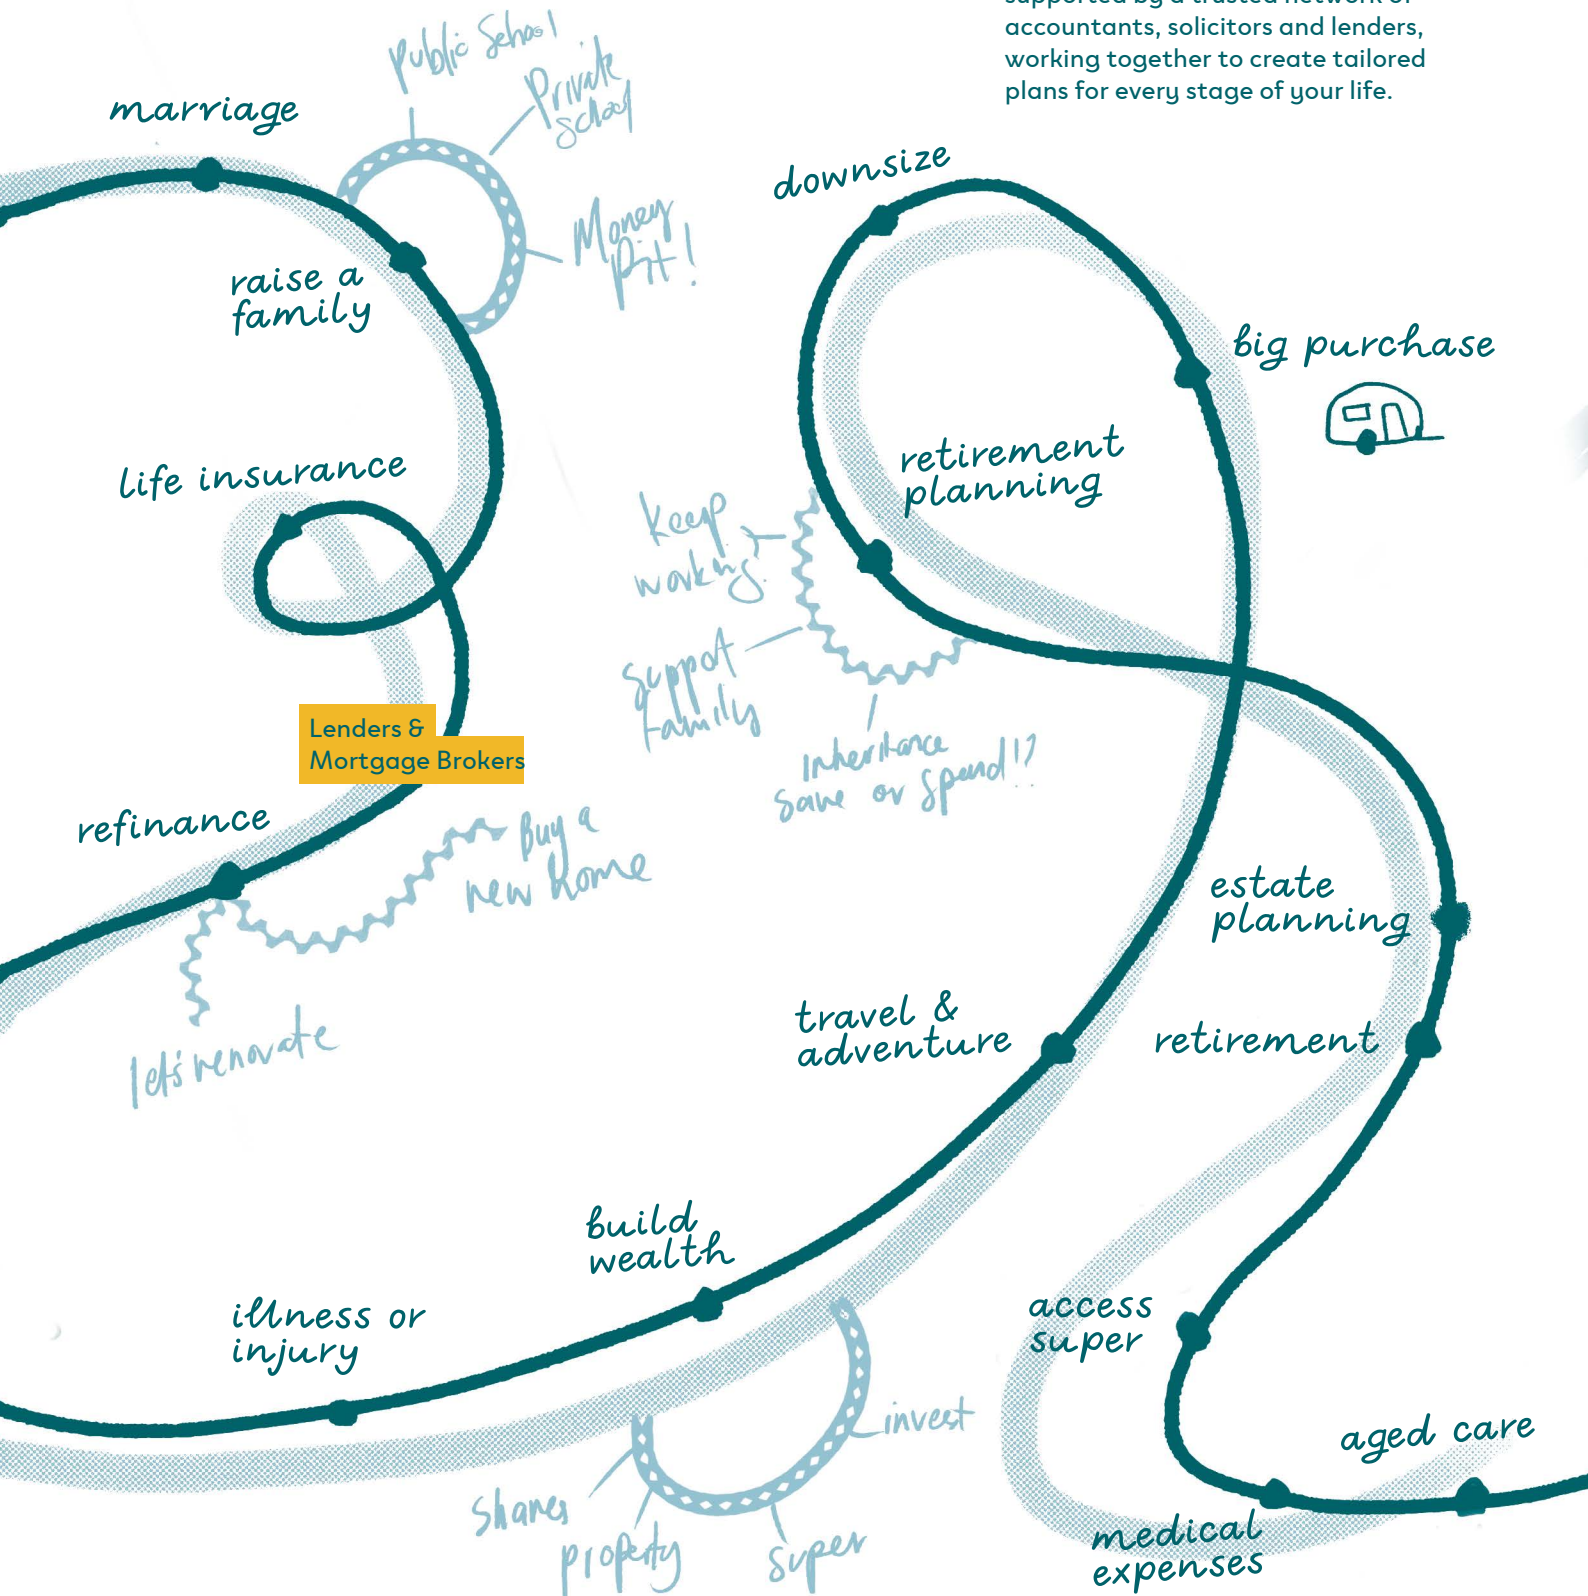 accountants, solicitors and lenders,
working together to create tailored
plans for every stage of your life.
marriage
Public School
Private
School
Money
Pit!
raise a
family
life insurance
Lenders &
Mortgage Brokers
refinance
Buy a
new home
let's renovate
downsize
big purchase
retirement
planning
Keep
working
Support
family
Inheritance
Save or Spend!?
estate
planning
travel &
adventure
retirement
build
wealth
illness or
injury
access
super
invest
Shares
property
super
aged care
medical
expenses